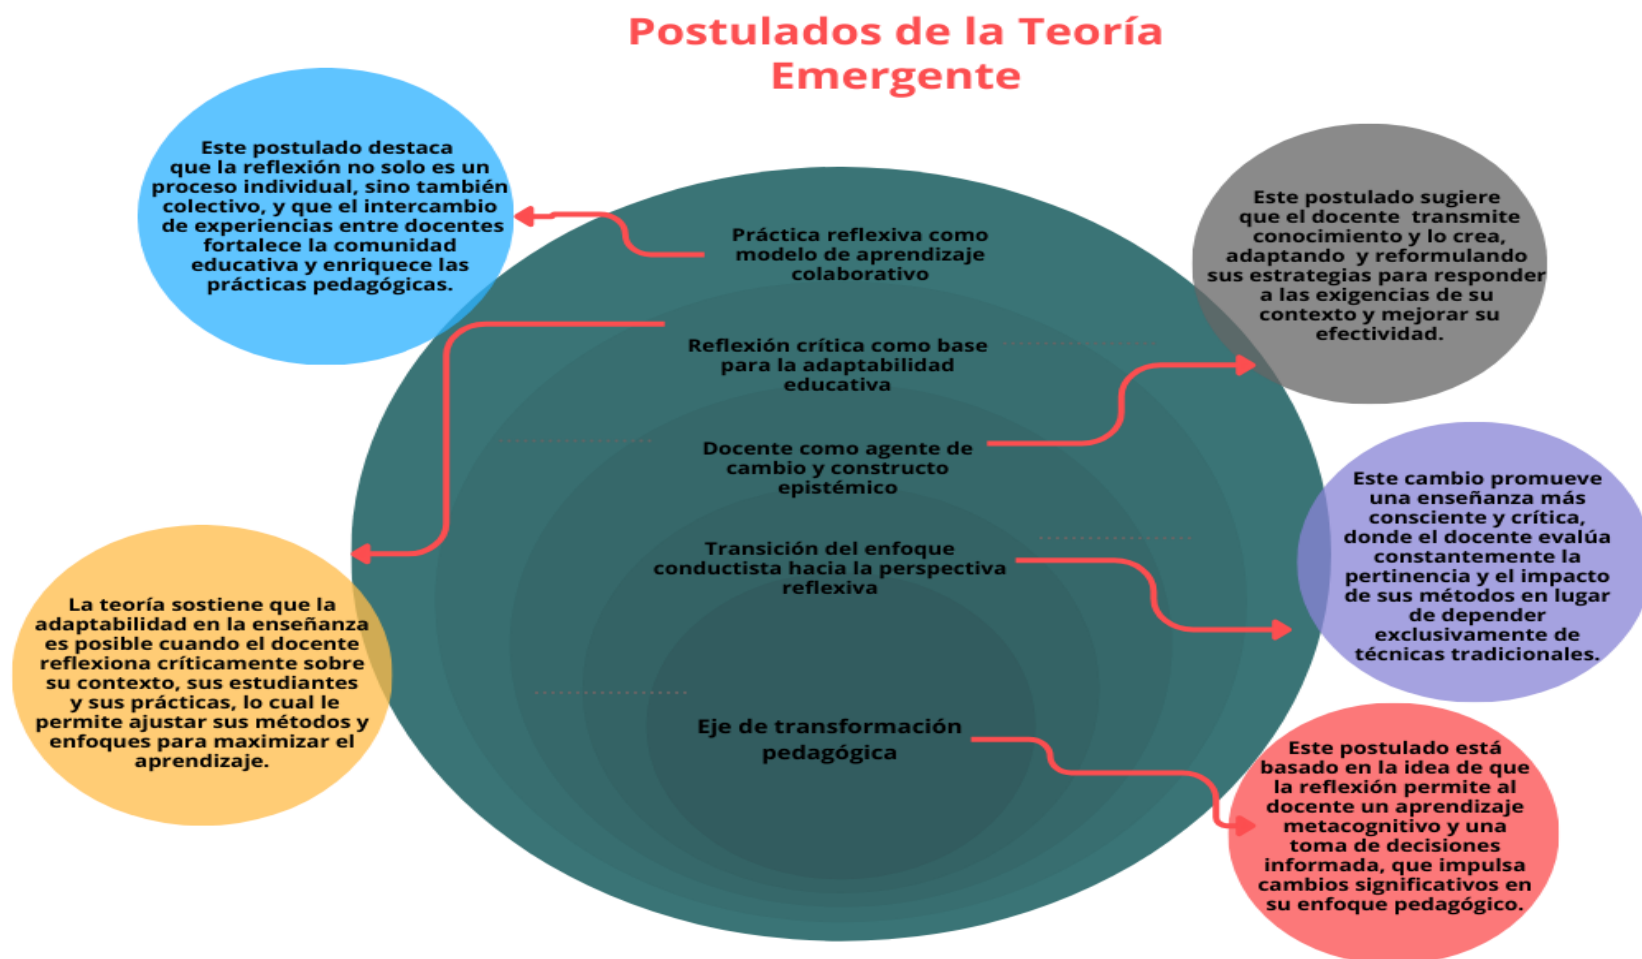 Postulados de la Teoría
Emergente
Este postulado destaca
que la reflexión no solo es un
proceso individual, sino también
colectivo, y que el intercambio
de experiencias entre docentes
fortalece la comunidad
educativa y enriquece las
prácticas pedagógicas.
Práctica reflexiva como
modelo de aprendizaje
colaborativo
Este postulado sugiere
que el docente transmite
conocimiento y lo crea,
adaptando y reformulando
sus estrategias para responder
a las exigencias de su
contexto y mejorar su
efectividad.
Reflexión crítica como base
para la adaptabilidad
educativa
Docente como agente de
cambio y constructo
epistémico
Este cambio promueve
una enseñanza más
consciente y crítica,
donde el docente evalúa
constantemente la
pertinencia y el impacto
de sus métodos en lugar
de depender
exclusivamente de
técnicas tradicionales.
Transición del enfoque
conductista hacia la perspectiva
reflexiva
La teoría sostiene que la
adaptabilidad en la enseñanza
es posible cuando el docente
reflexiona críticamente sobre
su contexto, sus estudiantes
y sus prácticas, lo cual le
permite ajustar sus métodos y
enfoques para maximizar el
aprendizaje.
Eje de transformación
pedagógica
Este postulado está
basado en la idea de que
la reflexión permite al
docente un aprendizaje
metacognitivo y una
toma de decisiones
informada, que impulsa
cambios significativos en
su enfoque pedagógico.